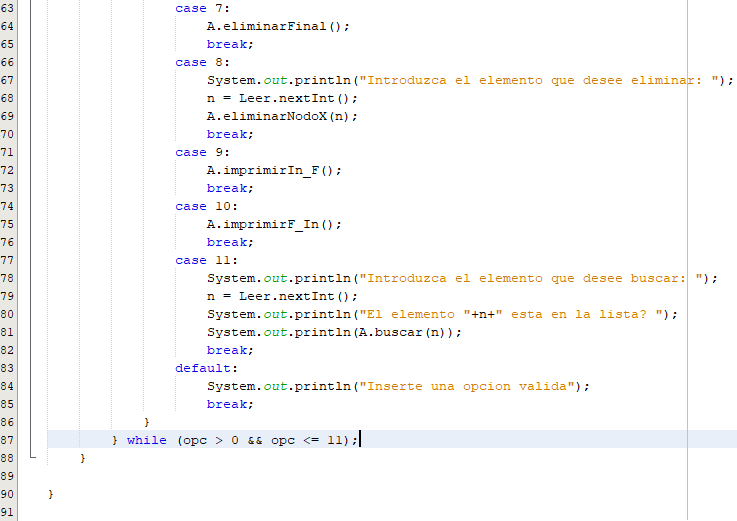 63 case 7:
64 A.eliminarFinal();
65 break;
66 case 8:
67 System.out.println("Introduzca el elemento que desee eliminar: ");
68 n = Leer.nextInt();
69 A.eliminarNodoX(n);
70 break;
71 case 9:
72 A.imprimirIn_F();
73 break;
74 case 10:
75 A.imprimirF_In();
76 break;
77 case 11:
78 System.out.println("Introduzca el elemento que desee buscar: ");
79 n = Leer.nextInt();
80 System.out.println("El elemento "+n+" esta en la lista? ");
81 System.out.println(A.buscar(n));
82 break;
83 default:
84 System.out.println("Inserte una opcion valida");
85 break;
86 }
87 } while (opc > 0 && opc <= 11);
88 }
89
90 }
91